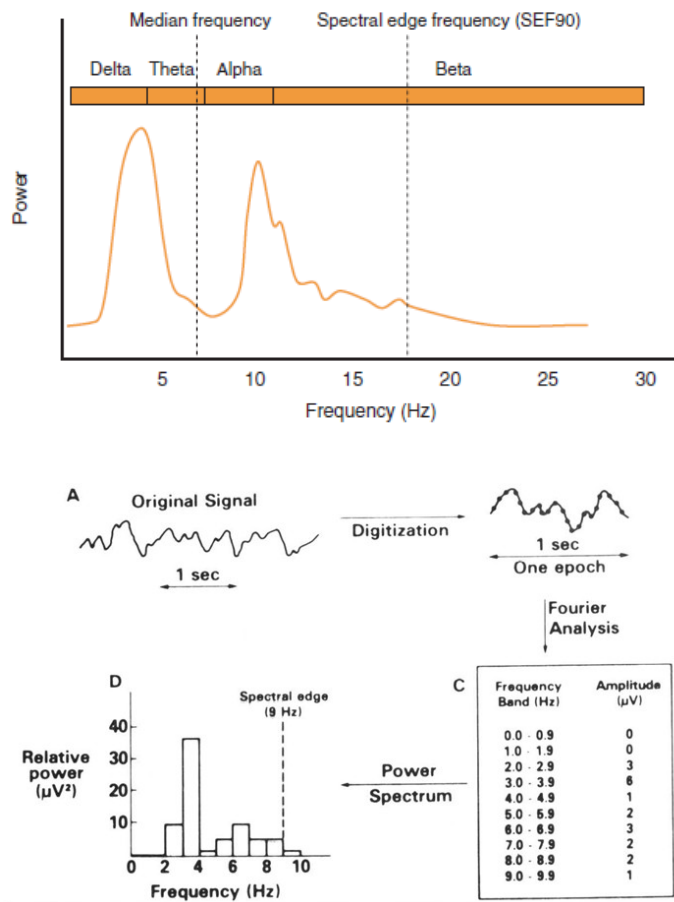 Median frequency Spectral edge frequency (SEF90)
Delta Theta Alpha Beta
Power
5 10 15 20 25 30
Frequency (Hz)
A
Original Signal
1 sec
Digitization
1 sec
One epoch
Fourier
Analysis
C
Frequency Amplitude
Band (Hz) (µV)
0.0 - 0.9 0
1.0 - 1.9 0
2.0 - 2.9 3
3.0 - 3.9 6
4.0 - 4.9 1
5.0 - 5.9 2
6.0 - 6.9 3
7.0 - 7.9 2
8.0 - 8.9 2
9.0 - 9.9 1
Power
Spectrum
D
Spectral edge
(9 Hz)
Relative
power
(µV²)
40
30
20
10
0 2 4 6 8 10
Frequency (Hz)